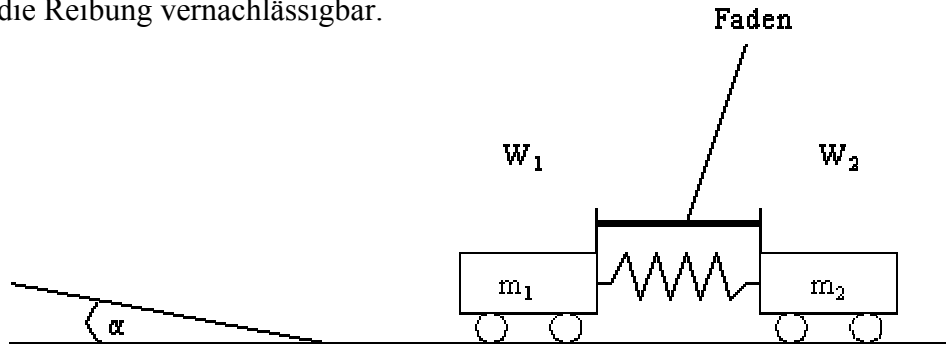 die Reibung vernachlässigbar.
Faden
W₁ W₂
m₁ m₂
α